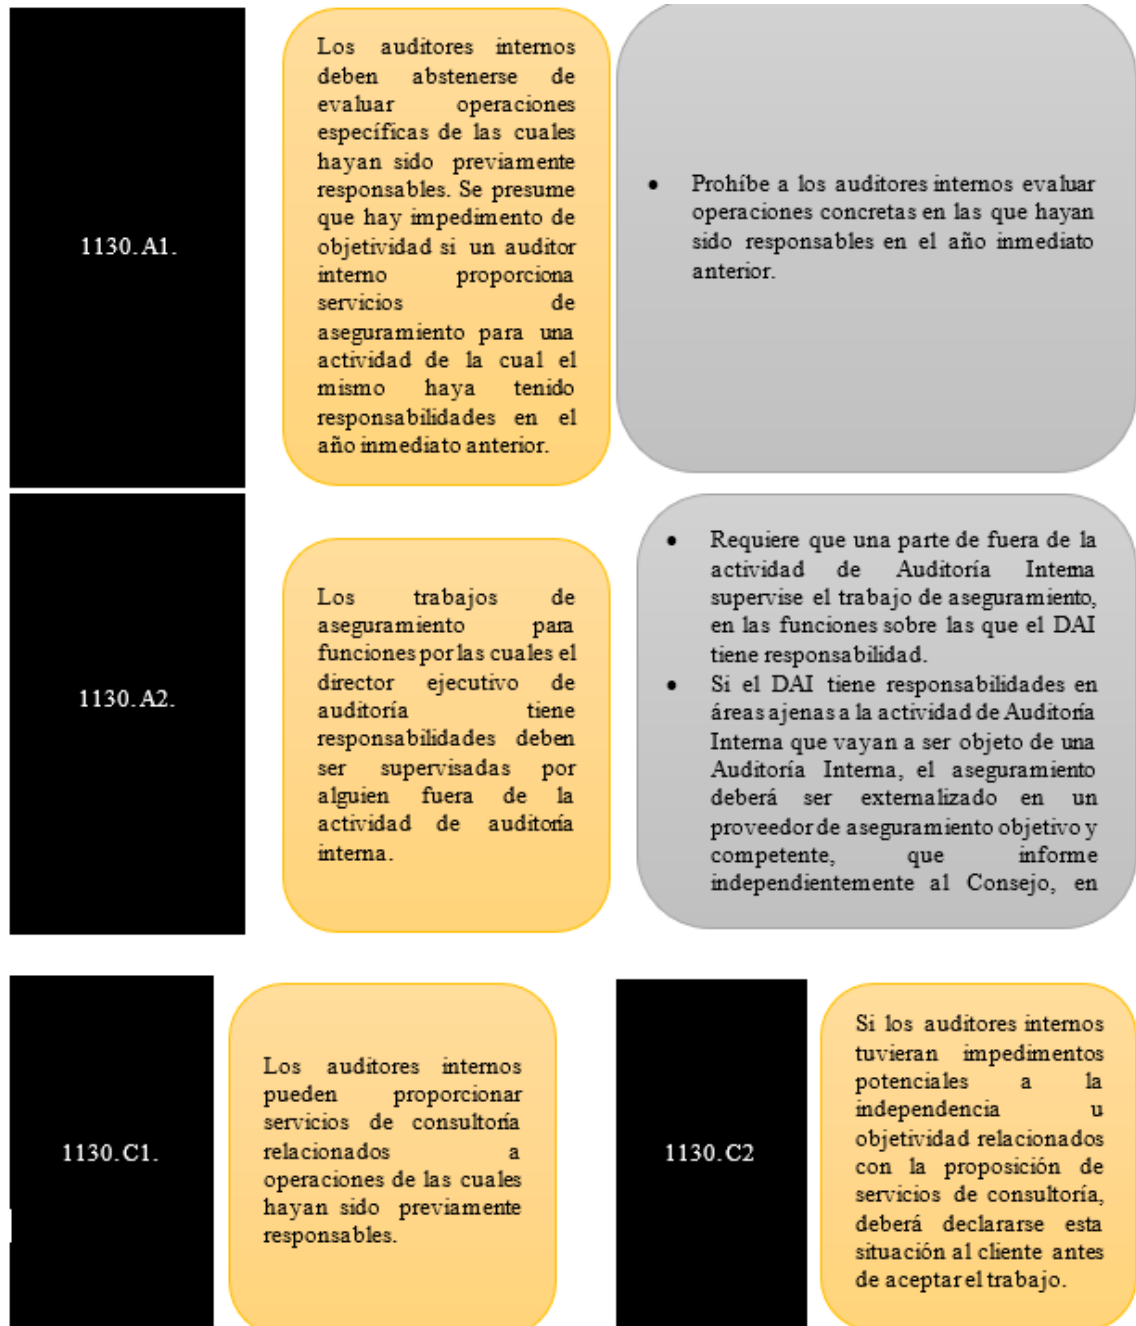 1130.A1.
Los auditores internos
deben abstenerse de
evaluar operaciones
específicas de las cuales
hayan sido previamente
responsables. Se presume
que hay impedimento de
objetividad si un auditor
interno proporciona
servicios de
aseguramiento para una
actividad de la cual el
mismo haya tenido
responsabilidades en el
año inmediato anterior.
• Prohíbe a los auditores internos evaluar
operaciones concretas en las que hayan
sido responsables en el año inmediato
anterior.
1130.A2.
Los trabajos de
aseguramiento para
funciones por las cuales el
director ejecutivo de
auditoría tiene
responsabilidades deben
ser supervisadas por
alguien fuera de la
actividad de auditoría
interna.
• Requiere que una parte de fuera de la
actividad de Auditoría Interna
supervise el trabajo de aseguramiento,
en las funciones sobre las que el DAI
tiene responsabilidad.
• Si el DAI tiene responsabilidades en
áreas ajenas a la actividad de Auditoría
Interna que vayan a ser objeto de una
Auditoría Interna, el aseguramiento
deberá ser externalizado en un
proveedor de aseguramiento objetivo y
competente, que informe
independientemente al Consejo, en
1130.C1.
Los auditores internos
pueden proporcionar
servicios de consultoría
relacionados a
operaciones de las cuales
hayan sido previamente
responsables.
1130.C2
Si los auditores internos
tuvieran impedimentos
potenciales a la
independencia u
objetividad relacionados
con la proposición de
servicios de consultoría,
deberá declararse esta
situación al cliente antes
de aceptar el trabajo.